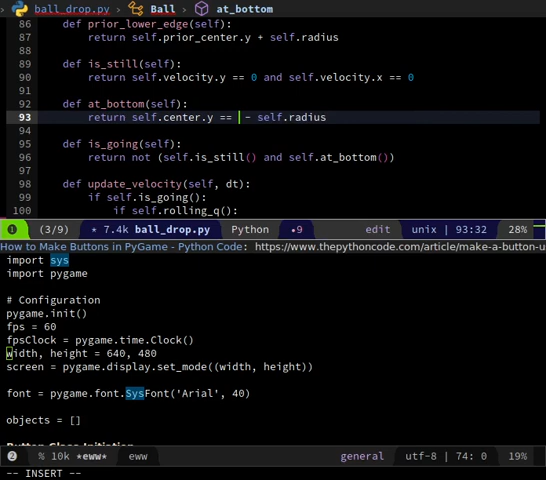 ball_drop.py › Ball › at_bottom
86 def prior_lower_edge(self):
87 return self.prior_center.y + self.radius
88
89 def is_still(self):
90 return self.velocity.y == 0 and self.velocity.x == 0
91
92 def at_bottom(self):
93 return self.center.y == - self.radius
94
95 def is_going(self):
96 return not (self.is_still() and self.at_bottom())
97
98 def update_velocity(self, dt):
99 if self.is_going():
100 if self.rolling_q():
1 (3/9) * 7.4k ball_drop.py Python •9 edit unix | 93:32 28%
How to Make Buttons in PyGame - Python Code: https://www.thepythoncode.com/article/make-a-button-u
import sys
import pygame
# Configuration
pygame.init()
fps = 60
fpsClock = pygame.time.Clock()
width, height = 640, 480
screen = pygame.display.set_mode((width, height))
font = pygame.font.SysFont('Arial', 40)
objects = []
Button Class Initiation
2 % 10k *eww* eww general utf-8 | 74: 0 19%
-- INSERT --